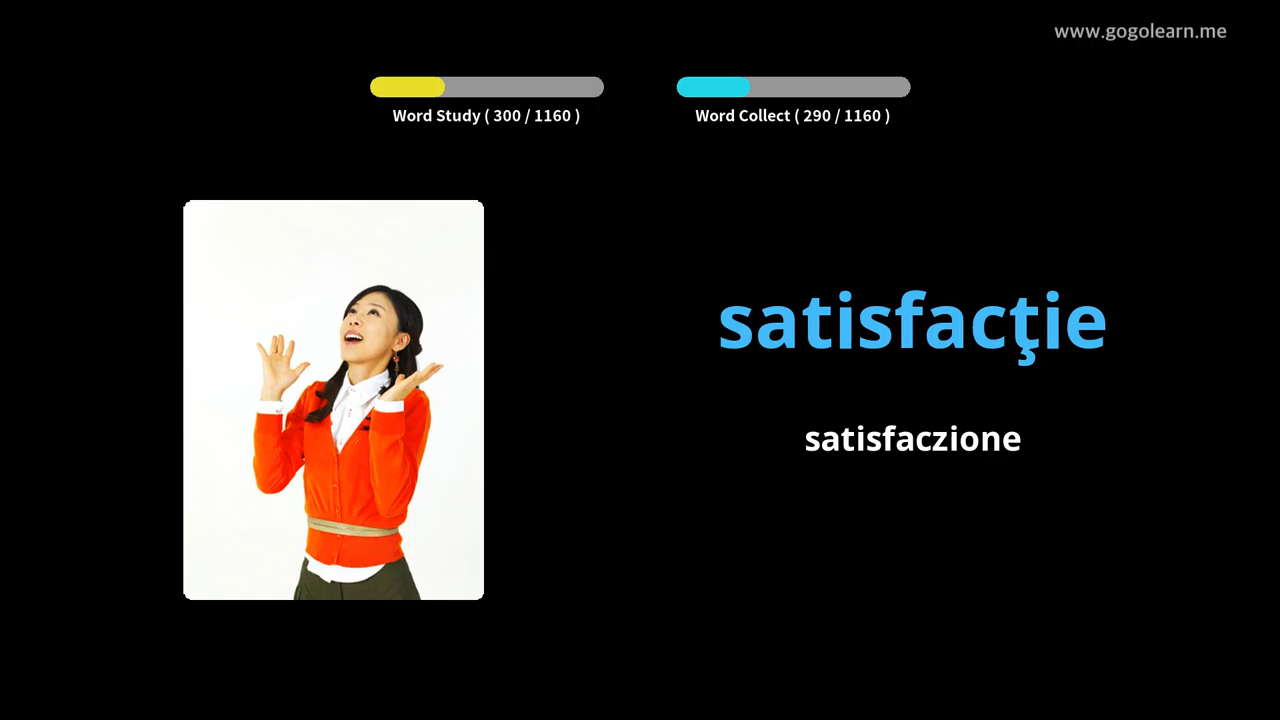 www.gogolearn.me
Word Study ( 300 / 1160 )
Word Collect ( 290 / 1160 )
satisfacţie
satisfaczione